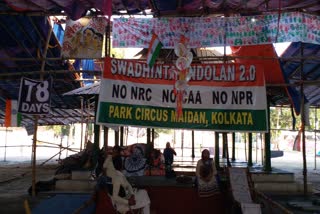 78
DAYS
SWADHINTA ANDOLAN 2.0
NO NRC NO CAA NO NPR
PARK CIRCUS MAIDAN, KOLKATA